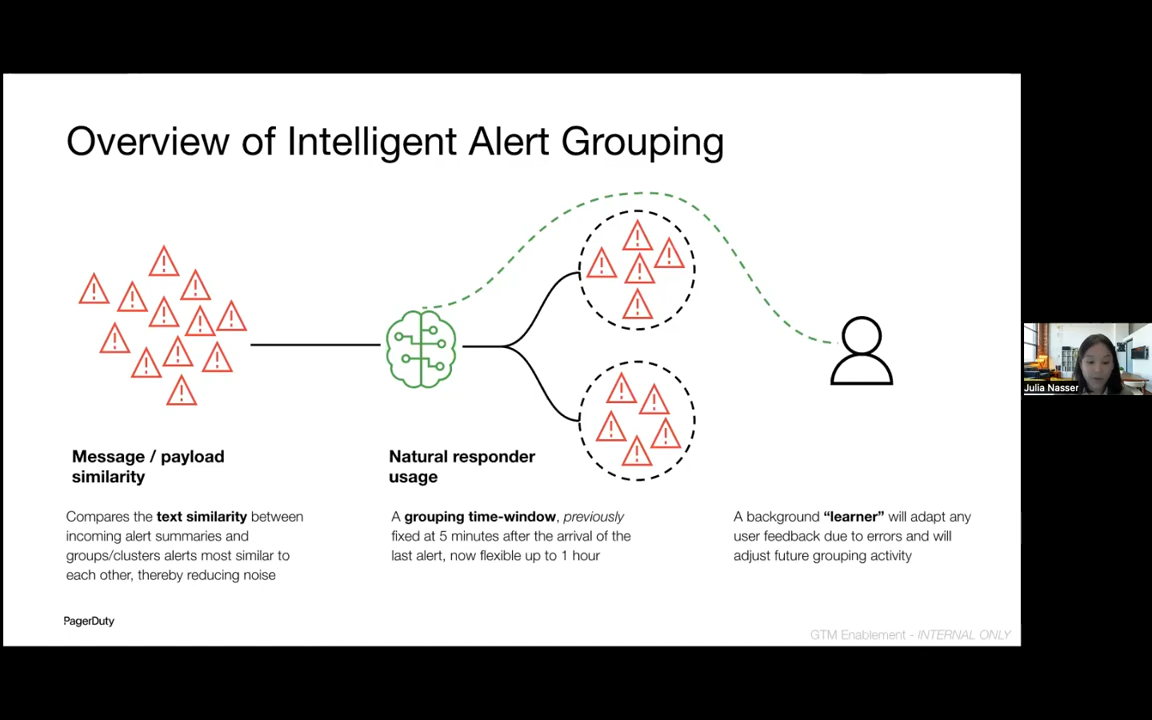 Overview of Intelligent Alert Grouping
Message / payload
similarity
Compares the text similarity between
incoming alert summaries and
groups/clusters alerts most similar to
each other, thereby reducing noise
Natural responder
usage
A grouping time-window, previously
fixed at 5 minutes after the arrival of the
last alert, now flexible up to 1 hour
A background “learner” will adapt any
user feedback due to errors and will
adjust future grouping activity
PagerDuty
GTM Enablement - INTERNAL ONLY
Julia Nasser